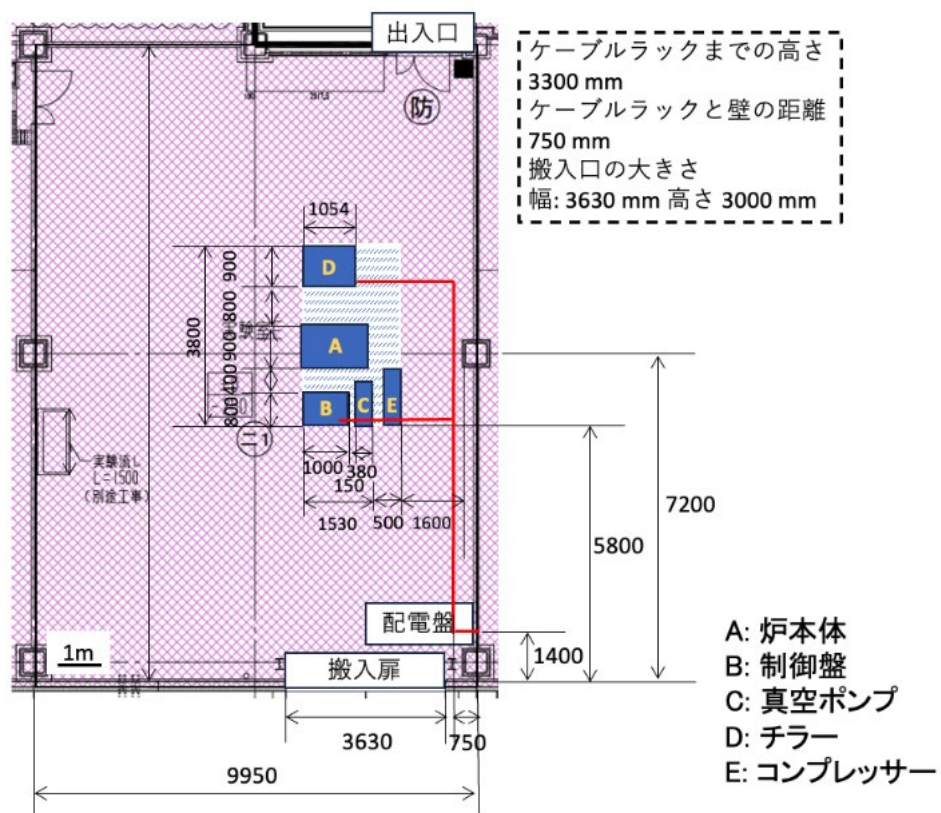 出入口
ケーブルラックまでの高さ
3300 mm
ケーブルラックと壁の距離
750 mm
搬入口の大きさ
幅: 3630 mm 高さ 3000 mm
防
1054
D
900
800
3800
900
A
400
800
B
C
E
1000
380
150
1530
500
1600
実験流し
L=1500
(別途工事)
7200
5800
配電盤
1m
搬入扉
1400
3630
750
9950
A: 炉本体
B: 制御盤
C: 真空ポンプ
D: チラー
E: コンプレッサー